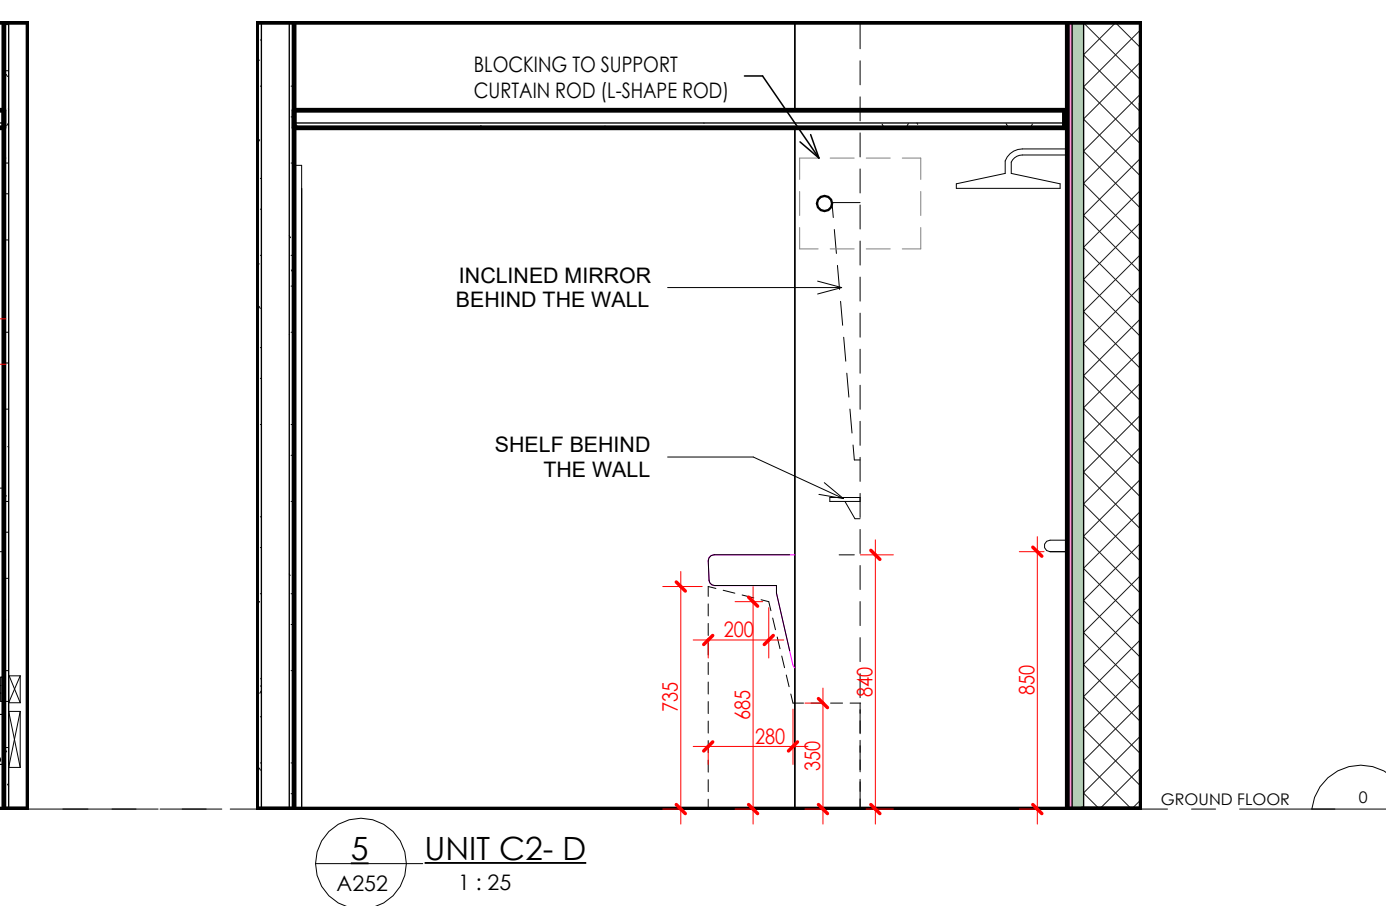 BLOCKING TO SUPPORT
CURTAIN ROD (L-SHAPE ROD)
INCLINED MIRROR
BEHIND THE WALL
SHELF BEHIND
THE WALL
200
735
685
840
850
280
350
GROUND FLOOR
0
5
UNIT C2- D
A252
1 : 25